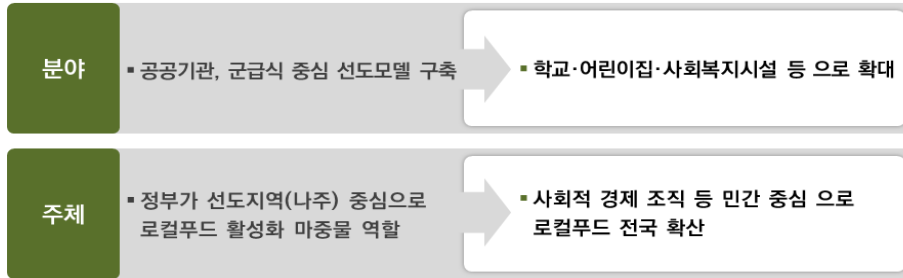 분야
▪ 공공기관, 군급식 중심 선도모델 구축
▪ 학교·어린이집·사회복지시설 등 으로 확대
주체
▪ 정부가 선도지역(나주) 중심으로
로컬푸드 활성화 마중물 역할
▪ 사회적 경제 조직 등 민간 중심 으로
로컬푸드 전국 확산